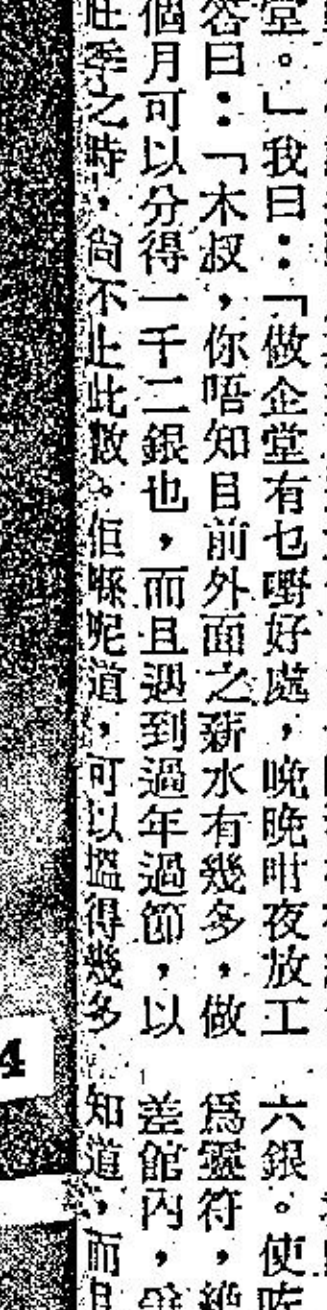 堂。」我曰：「做企堂有乜嘢好處，晚晚咁夜放工
答曰：「木叔，你唔知目前外面之薪水有幾多，做
個月可以分得一千二銀也，而且遇到過年過節，以
旺季之時，尚不止此數。但喺呢道，可以搵得幾多
六銀。使
爲靈符，
差館內，
知道，而且
4